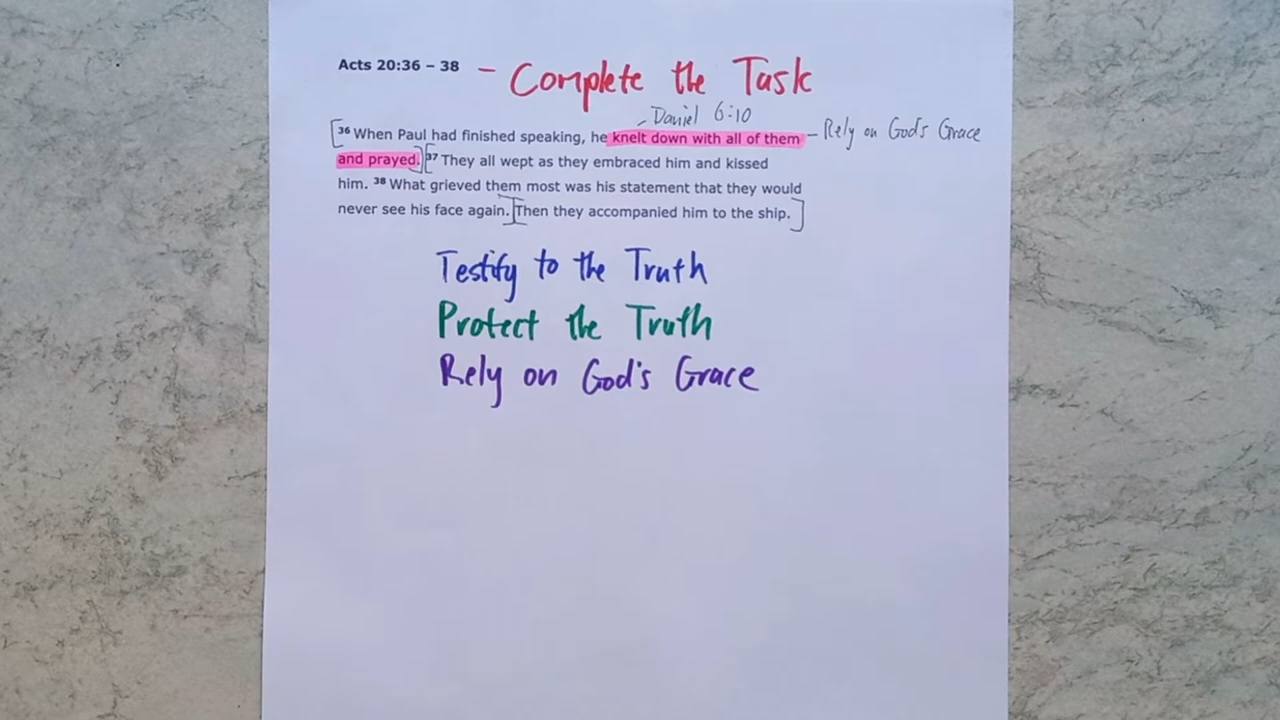 Acts 20:36 – 38 – Complete the Task
Daniel 6:10
36 When Paul had finished speaking, he knelt down with all of them – Rely on God's Grace
and prayed. 37 They all wept as they embraced him and kissed
him. 38 What grieved them most was his statement that they would
never see his face again. Then they accompanied him to the ship.
Testify to the Truth
Protect the Truth
Rely on God's Grace